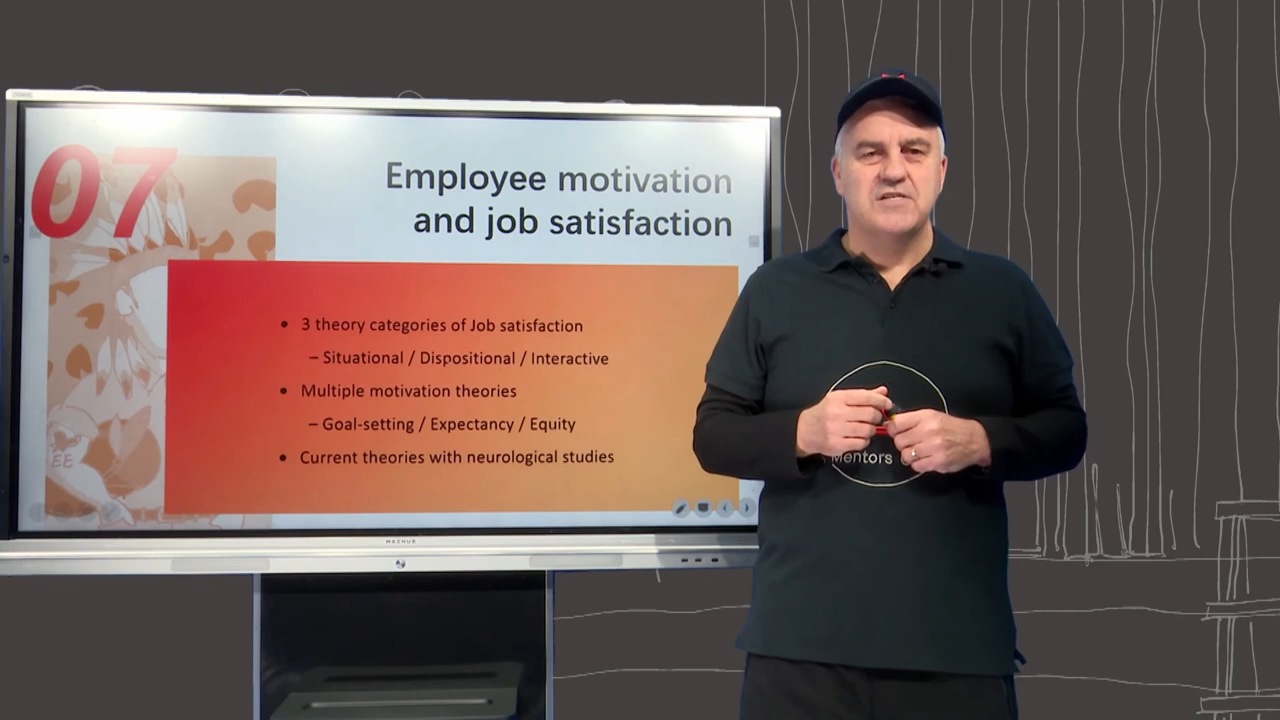 07
Employee motivation
and job satisfaction
• 3 theory categories of Job satisfaction
– Situational / Dispositional / Interactive
• Multiple motivation theories
– Goal-setting / Expectancy / Equity
• Current theories with neurological studies
MAXHUB
Mentors